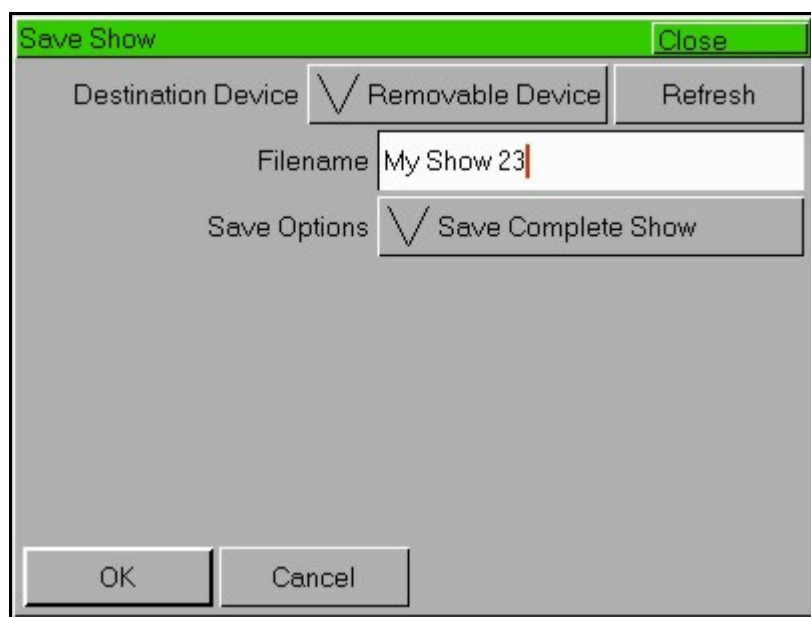 Save Show Close
Destination Device Removable Device Refresh
Filename My Show 23
Save Options Save Complete Show
OK Cancel